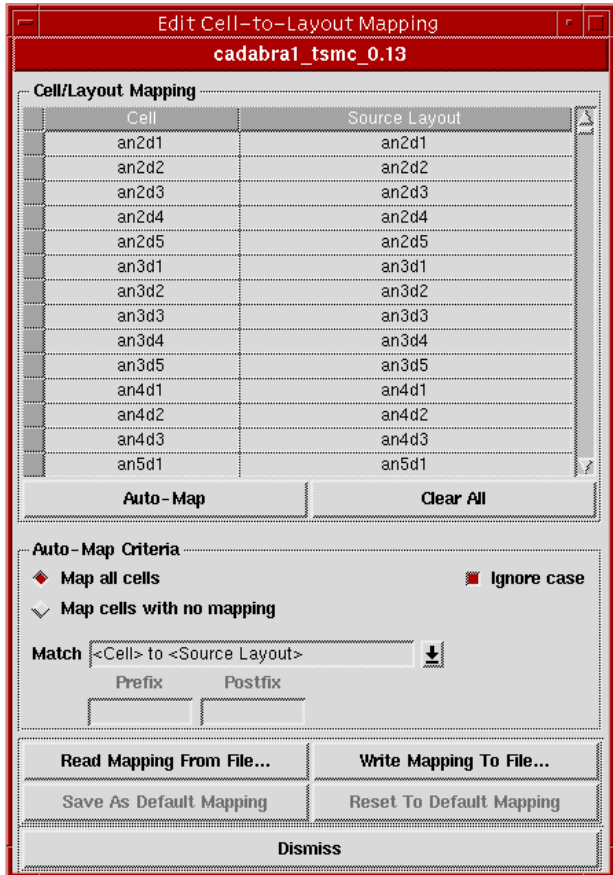 Edit Cell-to-Layout Mapping
cadabra1_tsmc_0.13
Cell/Layout Mapping
Cell Source Layout
an2d1 an2d1
an2d2 an2d2
an2d3 an2d3
an2d4 an2d4
an2d5 an2d5
an3d1 an3d1
an3d2 an3d2
an3d3 an3d3
an3d4 an3d4
an3d5 an3d5
an4d1 an4d1
an4d2 an4d2
an4d3 an4d3
an5d1 an5d1
Auto-Map Clear All
Auto-Map Criteria
Map all cells Ignore case
Map cells with no mapping
Match <Cell> to <Source Layout>
Prefix Postfix
Read Mapping From File... Write Mapping To File...
Save As Default Mapping Reset To Default Mapping
Dismiss